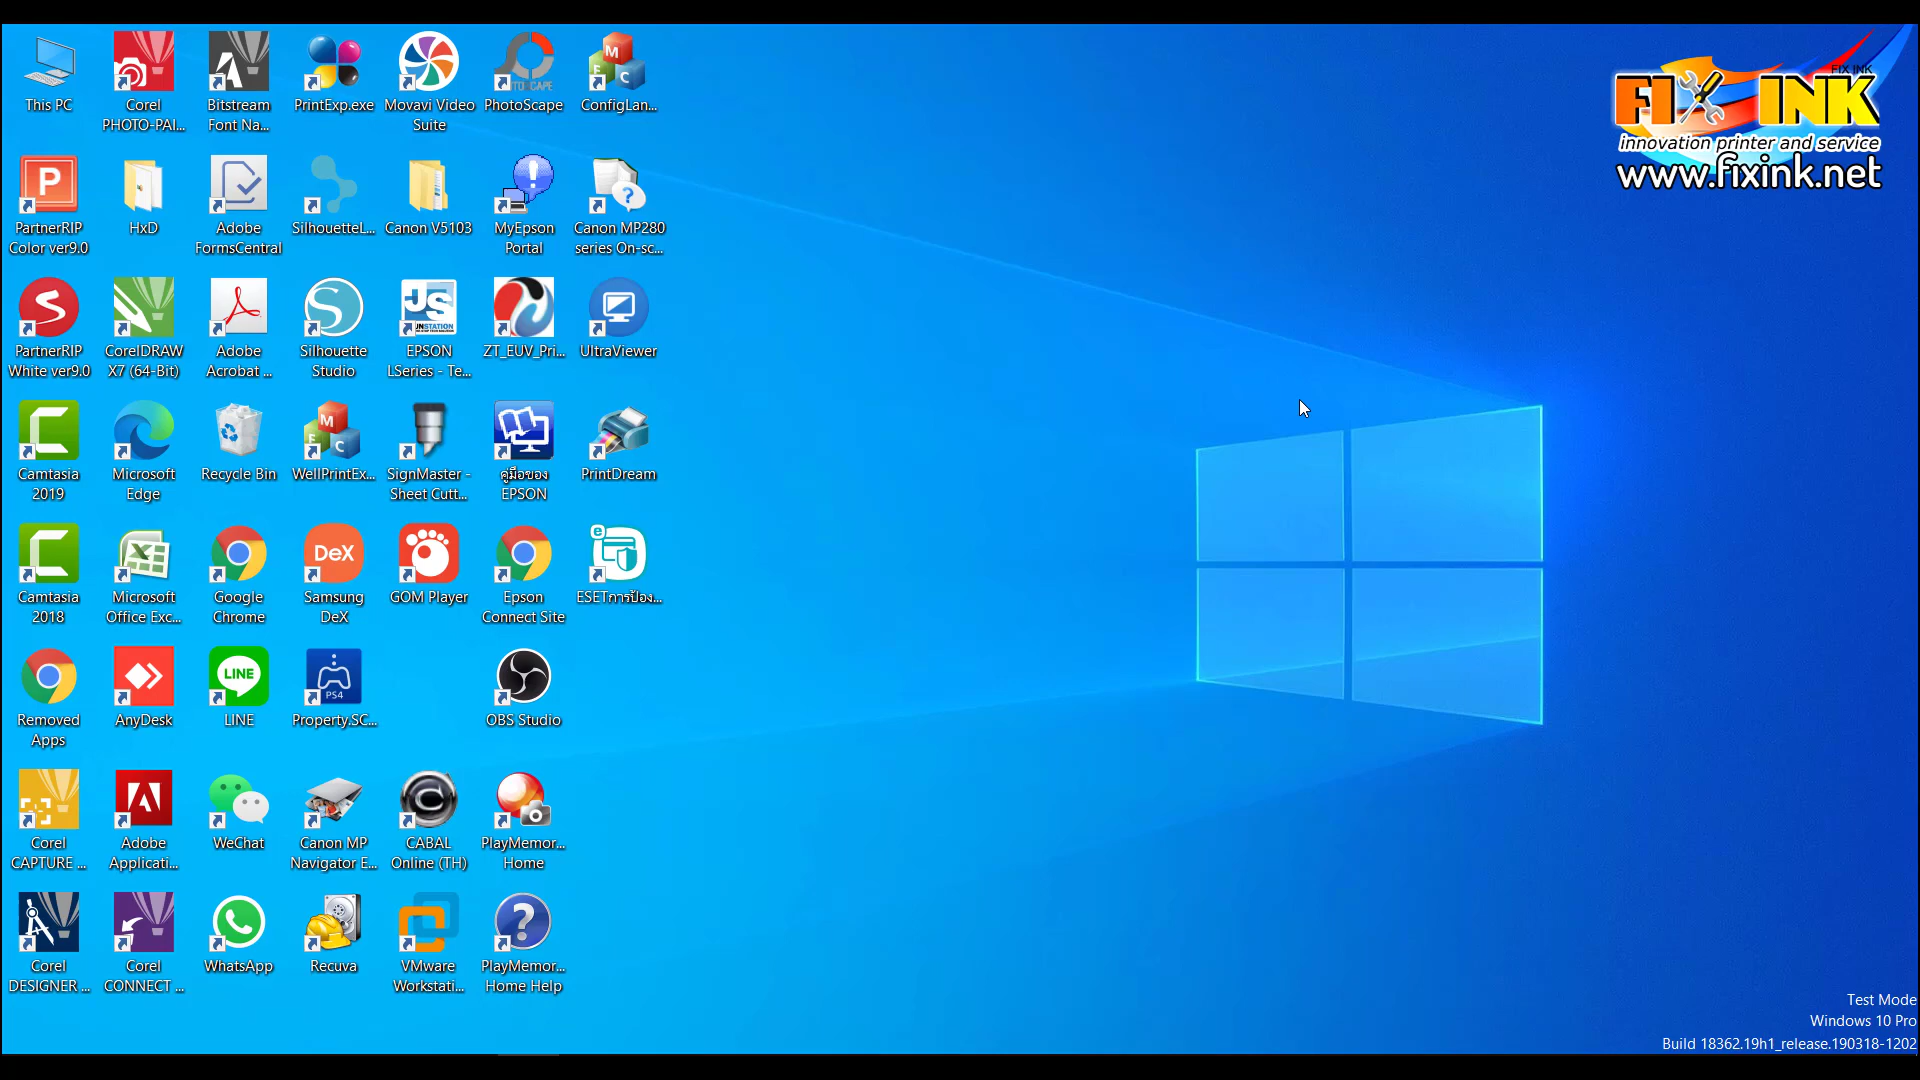 This PC
Corel
PHOTO-PAI...
Bitstream
Font Na...
PrintExp.exe
Movavi Video
Suite
PhotoScape
ConfigLan...
FIX INK
FIX INK
innovation printer and service
www.fixink.net
PartnerRIP
Color ver9.0
HxD
Adobe
FormsCentral
SilhouetteL...
Canon V5103
MyEpson
Portal
Canon MP280
series On-sc...
PartnerRIP
White ver9.0
CorelDRAW
X7 (64-Bit)
Adobe
Acrobat ...
Silhouette
Studio
EPSON
LSeries - Te...
ZT_EUV_Pri...
UltraViewer
Camtasia
2019
Microsoft
Edge
Recycle Bin
WellPrintEx...
SignMaster -
Sheet Cutt...
คู่มือของ
EPSON
PrintDream
Camtasia
2018
Microsoft
Office Exc...
Google
Chrome
DeX
Samsung
DeX
GOM Player
Epson
Connect Site
ESETการป้อง...
Removed
Apps
AnyDesk
LINE
LINE
PS4
Property.SC...
OBS Studio
Corel
CAPTURE ...
Adobe
Applicati...
WeChat
Canon MP
Navigator E...
CABAL
Online (TH)
PlayMemor...
Home
Corel
DESIGNER ...
Corel
CONNECT ...
WhatsApp
Recuva
VMware
Workstati...
PlayMemor...
Home Help
Test Mode
Windows 10 Pro
Build 18362.19h1_release.190318-1202